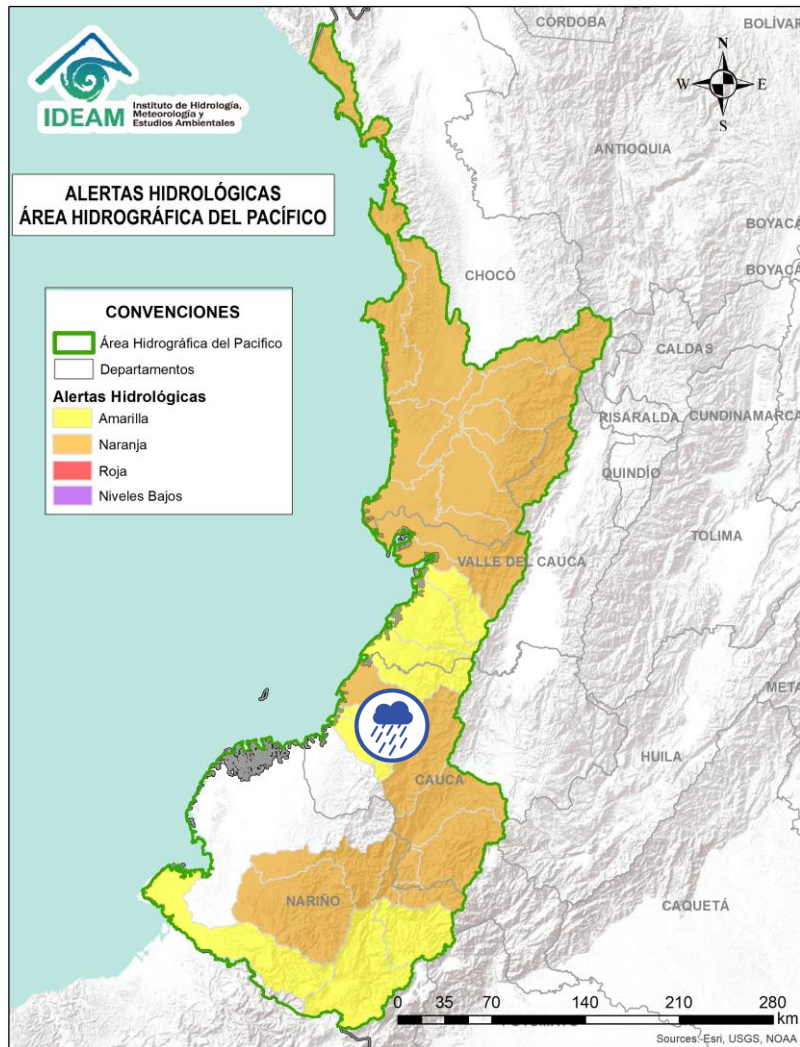 IDEAM
Instituto de Hidrología,
Meteorología y
Estudios Ambientales
ALERTAS HIDROLÓGICAS
ÁREA HIDROGRÁFICA DEL PACÍFICO
CONVENCIONES
Área Hidrográfica del Pacifico
Departamentos
Alertas Hidrológicas
Amarilla
Naranja
Roja
Niveles Bajos
N
W
E
S
CÓRDOBA
BOLÍVAR
ANTIOQUIA
BOYACÁ
BOYACÁ
CHOCÓ
CALDAS
RISARALDA
CUNDINAMARCA
QUINDÍO
TOLIMA
VALLE DEL CAUCA
META
HUILA
CAUCA
NARIÑO
CAQUETÁ
0 35 70 140 210 280
km
Sources: Esri, USGS, NOAA